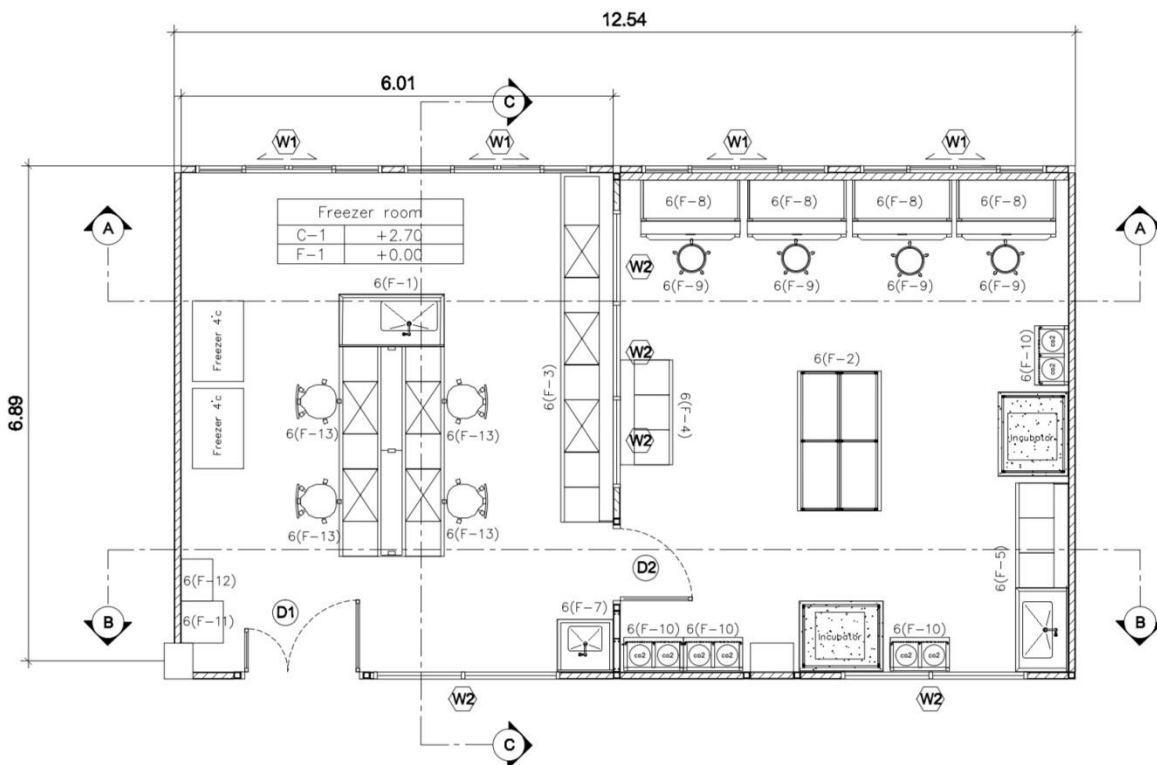 12.54
6.01
C
W1
W1
W1
W1
6.89
Freezer room
C-1 +2.70
F-1 +0.00
6(F-8)
6(F-8)
6(F-8)
6(F-8)
A
A
W2
6(F-9)
6(F-9)
6(F-9)
6(F-9)
6(F-1)
Freezer 4°c
6(F-3)
W2
6(F-2)
6(F-10)
co2
co2
Freezer 4°c
6(F-13)
6(F-13)
W2
6(F-4)
Incubator
6(F-13)
6(F-13)
6(F-5)
6(F-12)
D2
B
6(F-11)
D1
6(F-7)
B
6(F-10)
6(F-10)
Incubator
6(F-10)
co2
co2
co2
co2
co2
co2
W2
W2
C